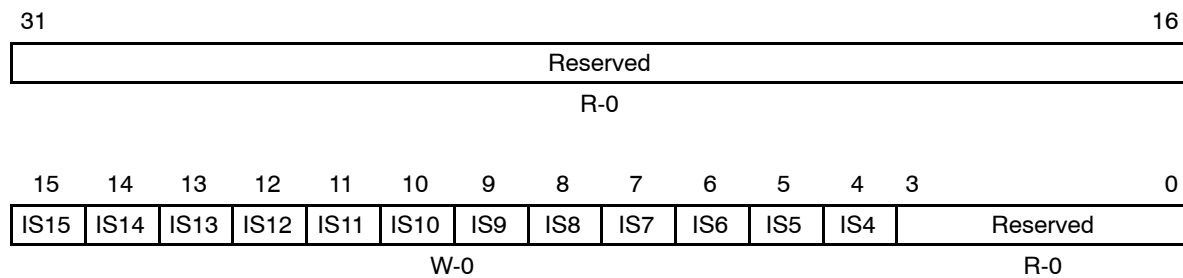 31 16
Reserved
R-0
15 14 13 12 11 10 9 8 7 6 5 4 3 0
IS15 IS14 IS13 IS12 IS11 IS10 IS9 IS8 IS7 IS6 IS5 IS4 Reserved
W-0 R-0